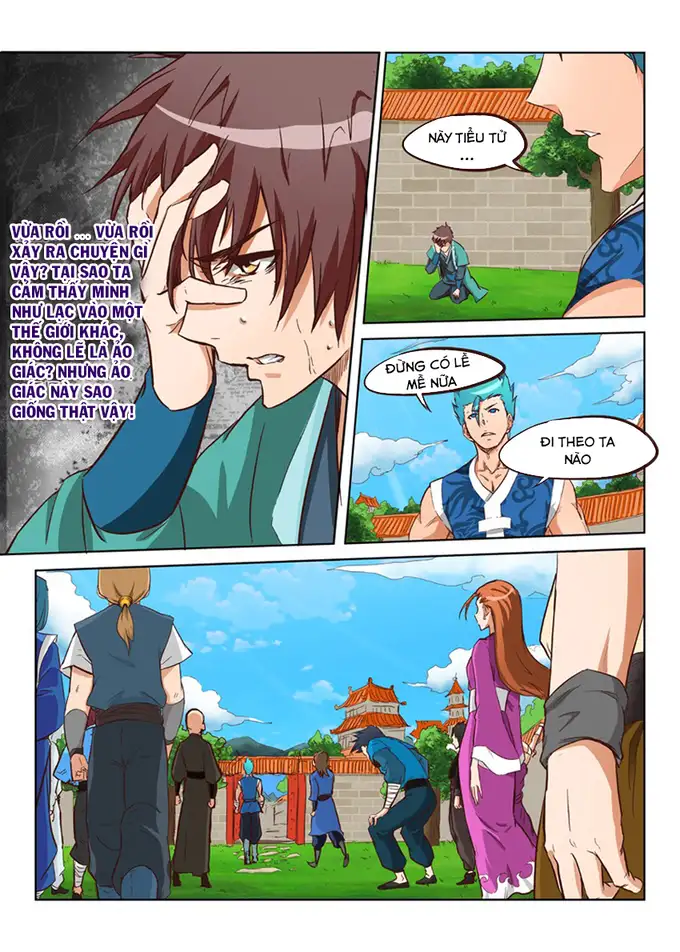 VỪA RỒI ... VỪA RỒI
XẢY RA CHUYỆN GÌ
VẬY? TẠI SAO TA
CẢM THẤY MÌNH
NHƯ LẠC VÀO MỘT
THẾ GIỚI KHÁC,
KHÔNG LẼ LÀ ẢO
GIÁC? NHƯNG ẢO
GIÁC NÀY SAO
GIỐNG THẬT VẬY!
NÀY TIỂU TỬ
...
ĐỪNG CÓ LỀ
MỀ NỮA
ĐI THEO TA
NÀO